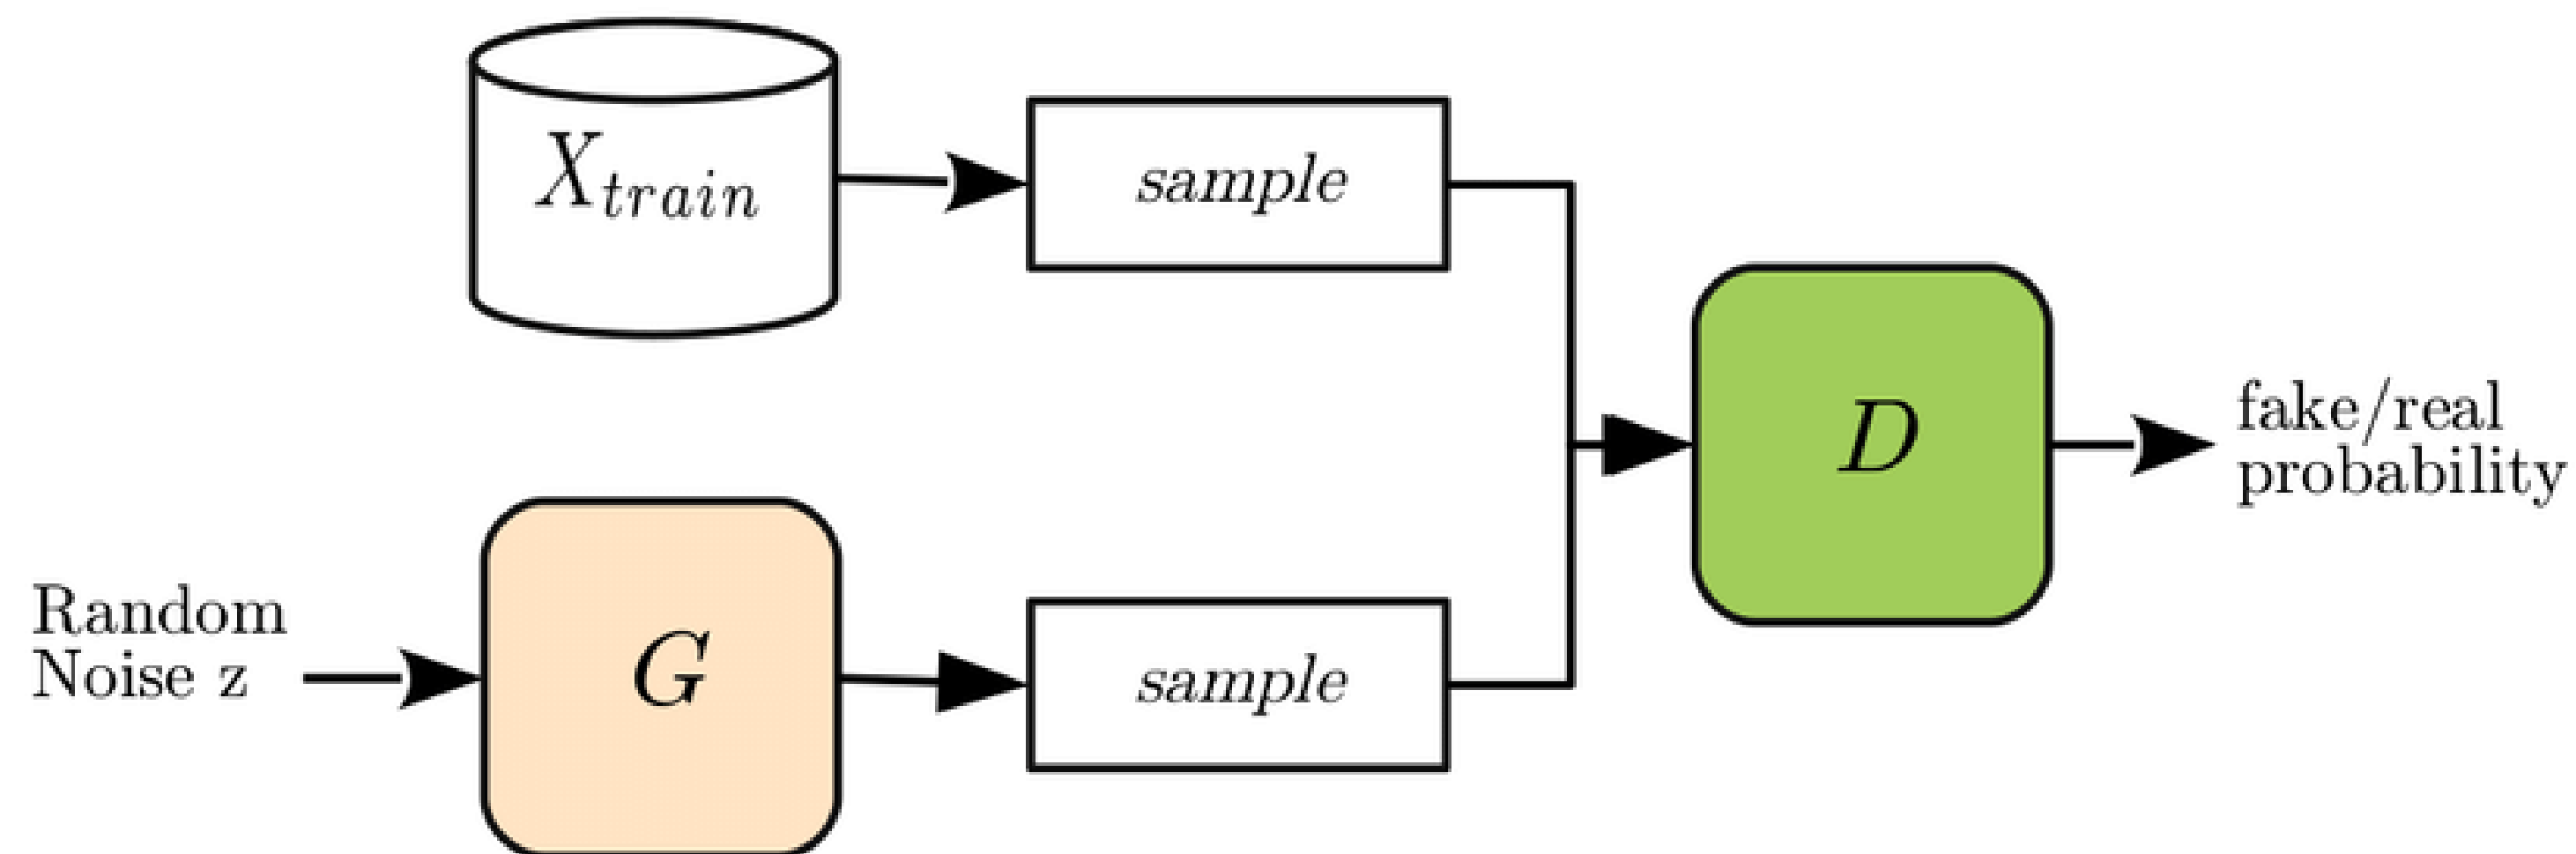 X_train
sample
D
fake/real
probability
Random
Noise z
G
sample